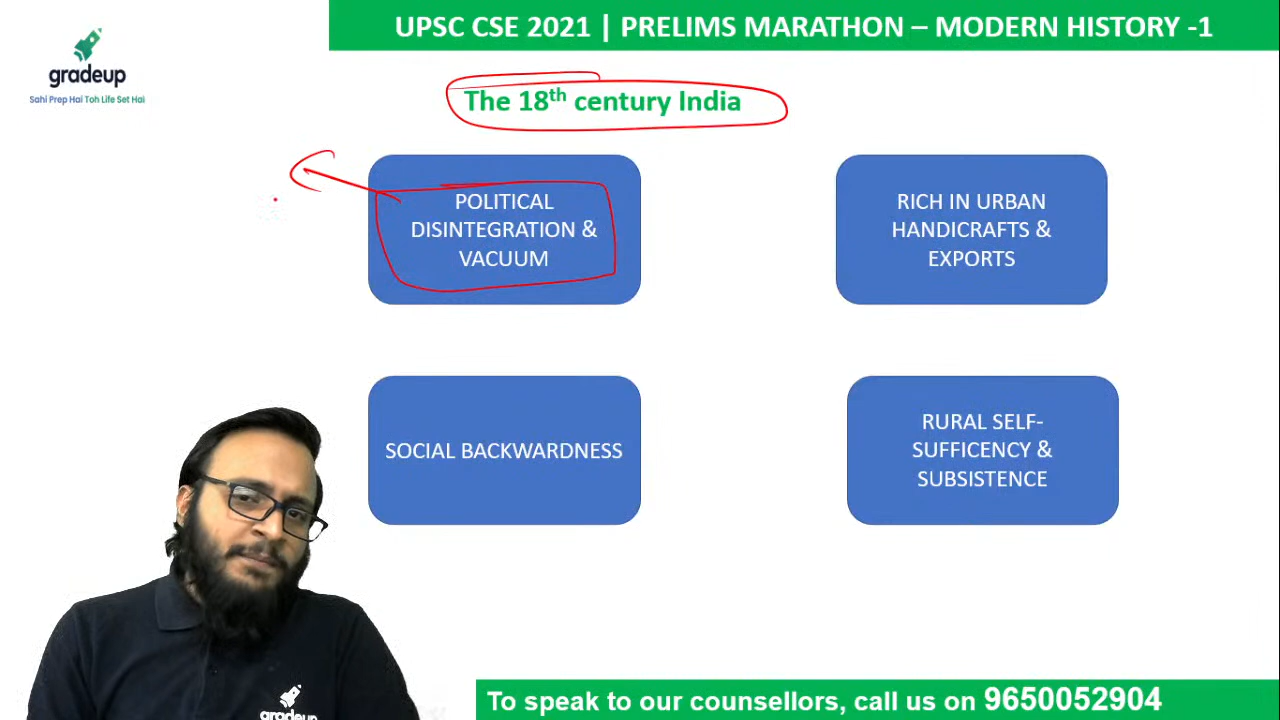 UPSC CSE 2021 | PRELIMS MARATHON – MODERN HISTORY -1
gradeup
Sahi Prep Hai Toh Life Set Hai
The 18th century India
POLITICAL
DISINTEGRATION &
VACUUM
RICH IN URBAN
HANDICRAFTS &
EXPORTS
SOCIAL BACKWARDNESS
RURAL SELF-
SUFFICENCY &
SUBSISTENCE
gradeup
To speak to our counsellors, call us on 9650052904